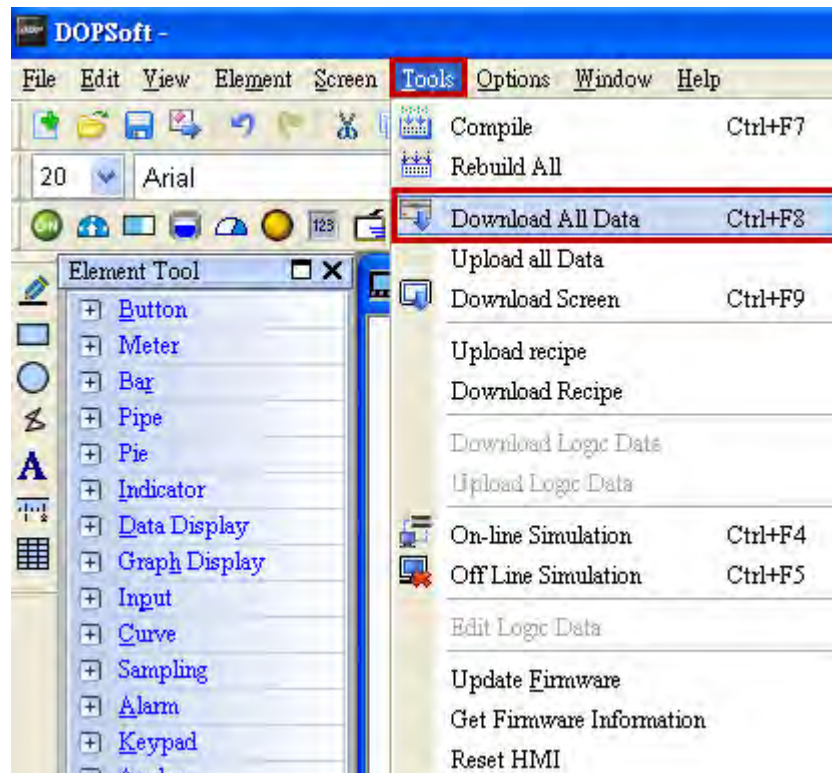 DOPSoft -
File Edit View Element Screen Tools Options Window Help
20 Arial
ON 123
Compile Ctrl+F7
Rebuild All
Download All Data Ctrl+F8
Upload all Data
Download Screen Ctrl+F9
Upload recipe
Download Recipe
Download Logic Data
Upload Logic Data
On-line Simulation Ctrl+F4
Off Line Simulation Ctrl+F5
Edit Logic Data
Update Firmware
Get Firmware Information
Reset HMI
Element Tool
Button
Meter
Bar
Pipe
Pie
Indicator
Data Display
Graph Display
Input
Curve
Sampling
Alarm
Keypad
A